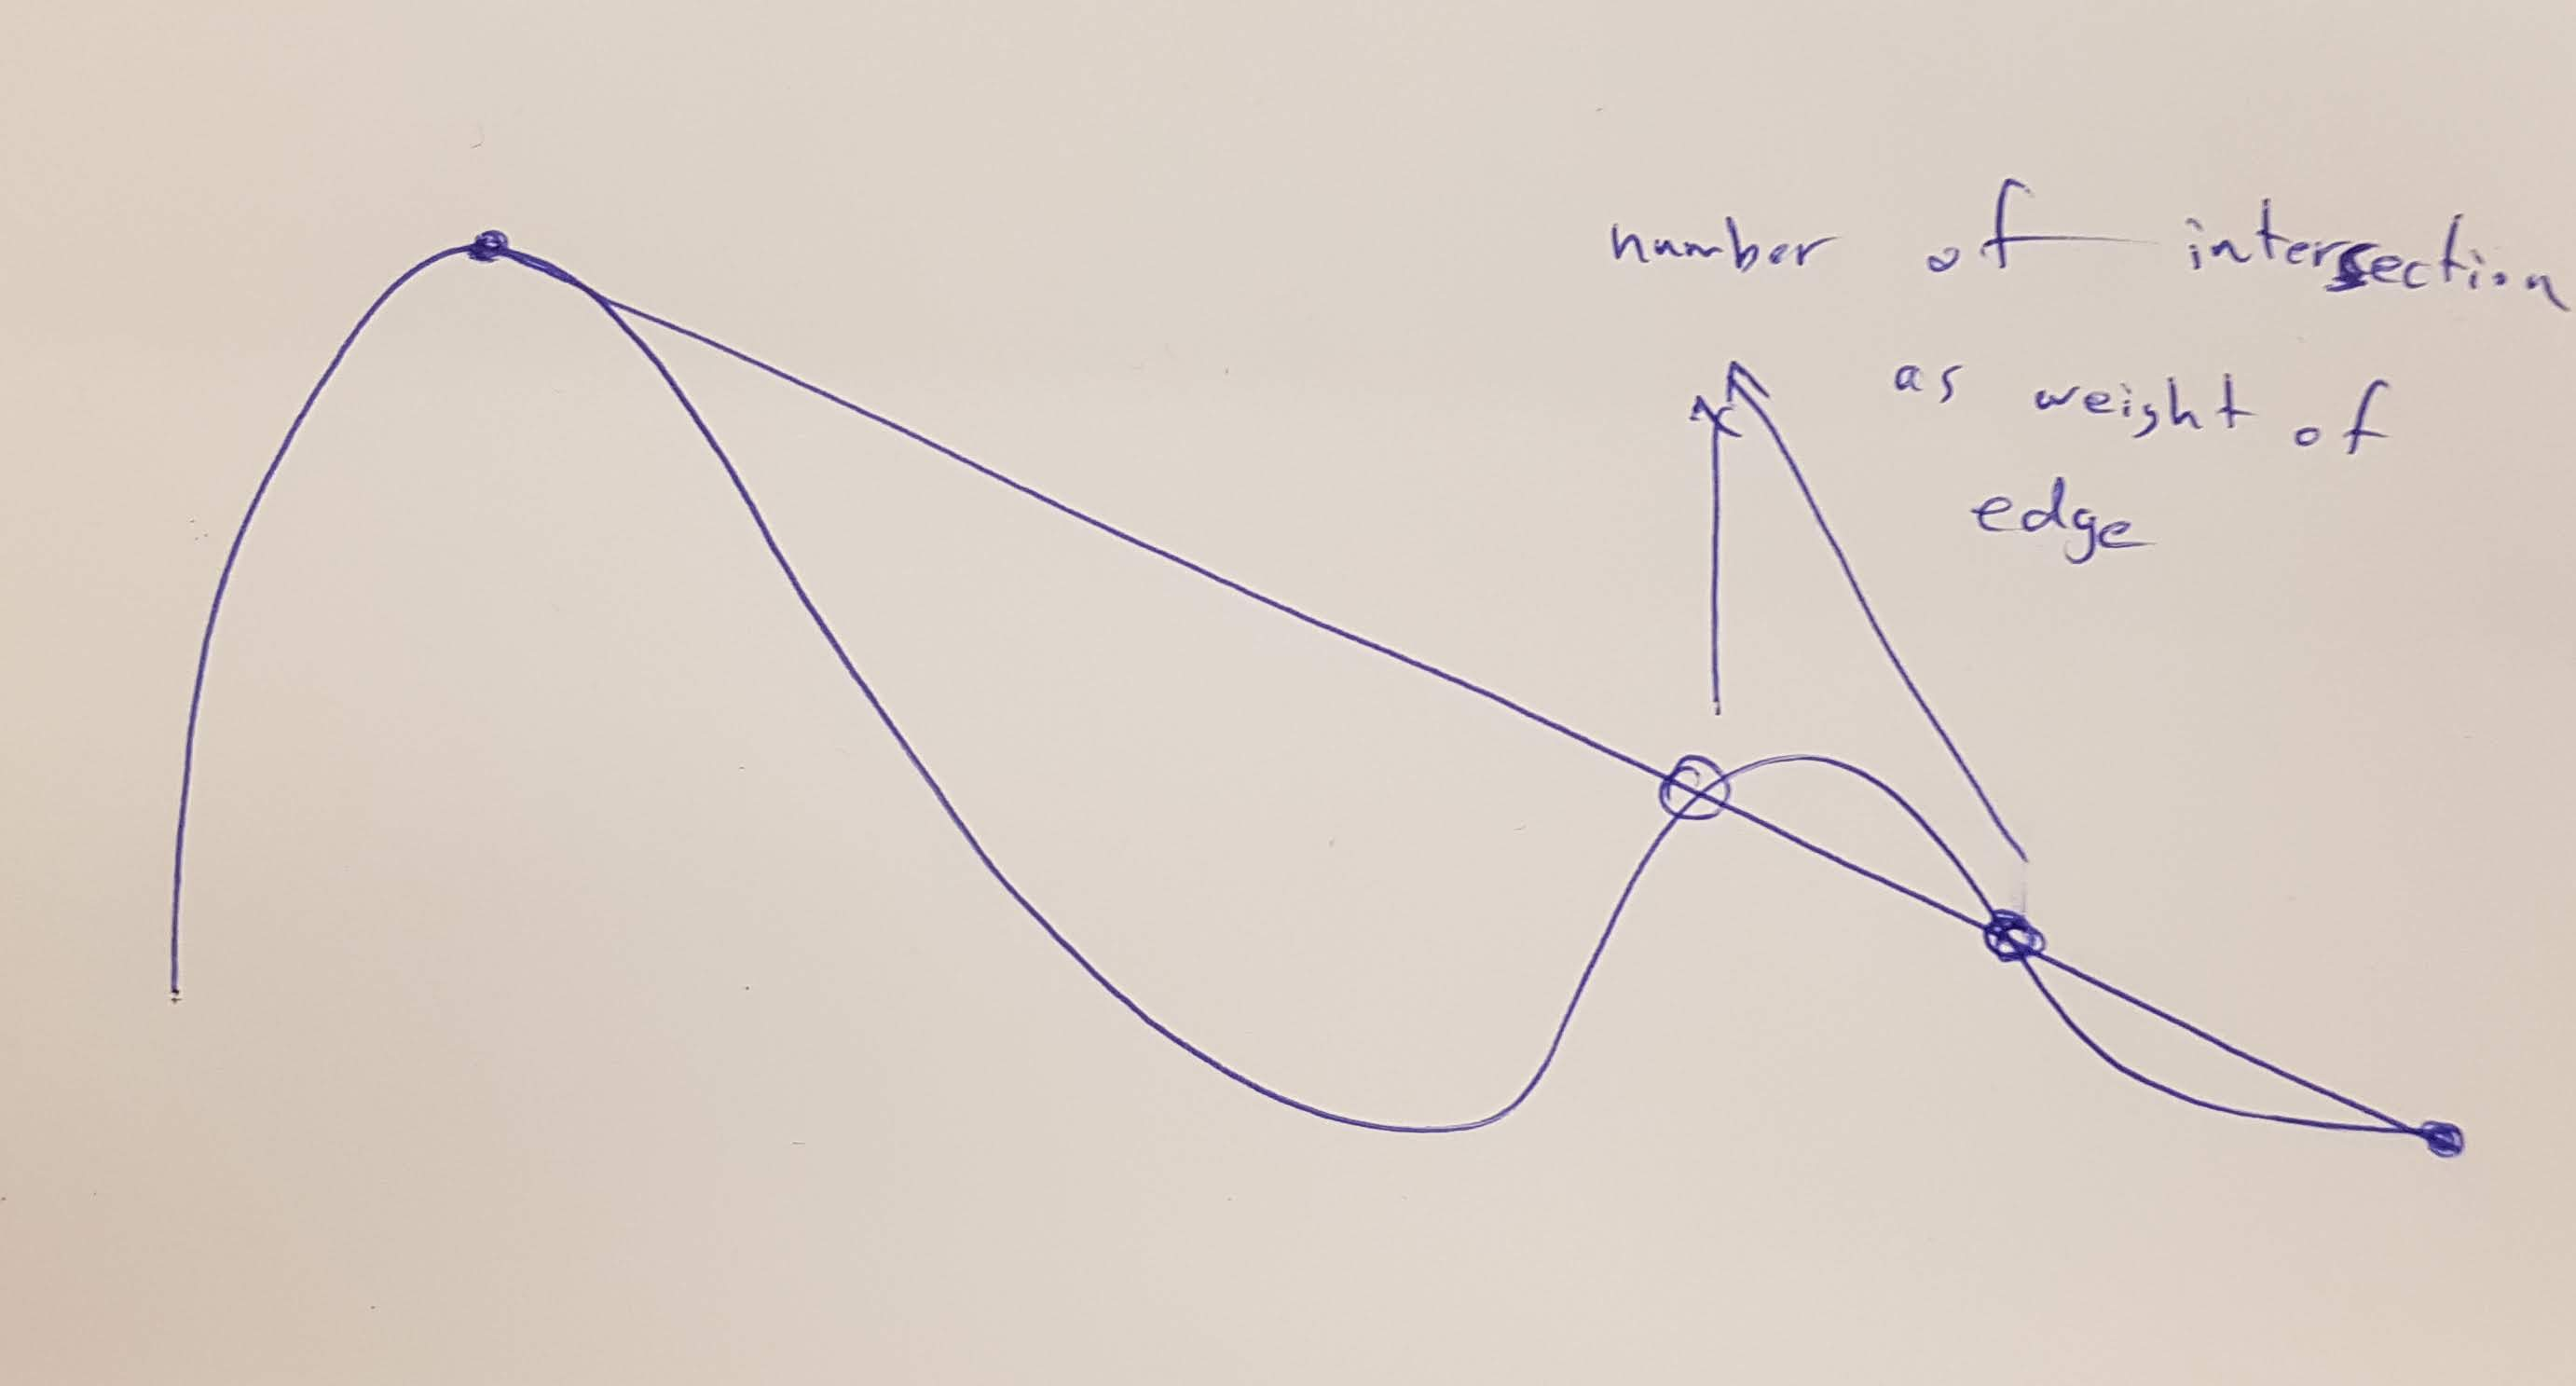 number of intersection
as weight of
edge